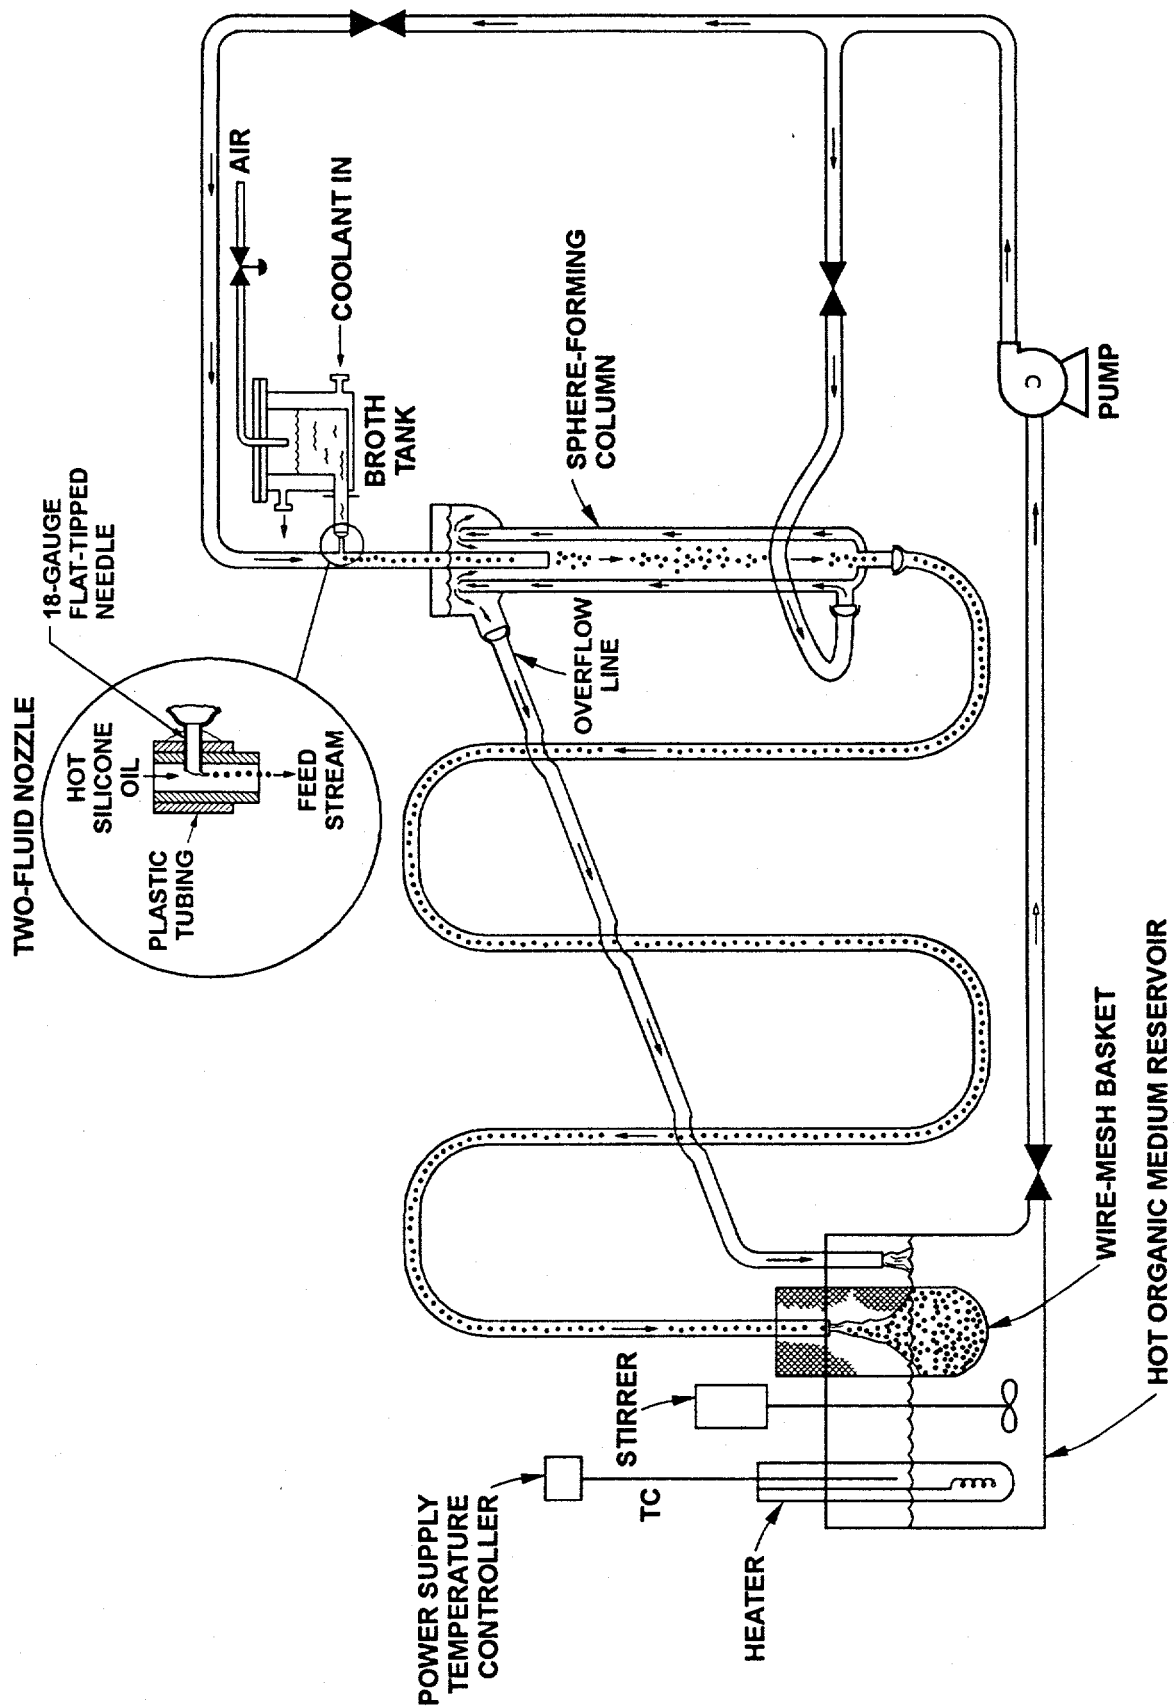 TWO-FLUID NOZZLE
18-GAUGE
FLAT-TIPPED
NEEDLE
HOT
SILICONE
OIL
PLASTIC
TUBING
FEED
STREAM
AIR
COOLANT IN
BROTH
TANK
SPHERE-FORMING
COLUMN
OVERFLOW
LINE
C
PUMP
POWER SUPPLY
TEMPERATURE
CONTROLLER
TC
STIRRER
HEATER
WIRE-MESH BASKET
HOT ORGANIC MEDIUM RESERVOIR